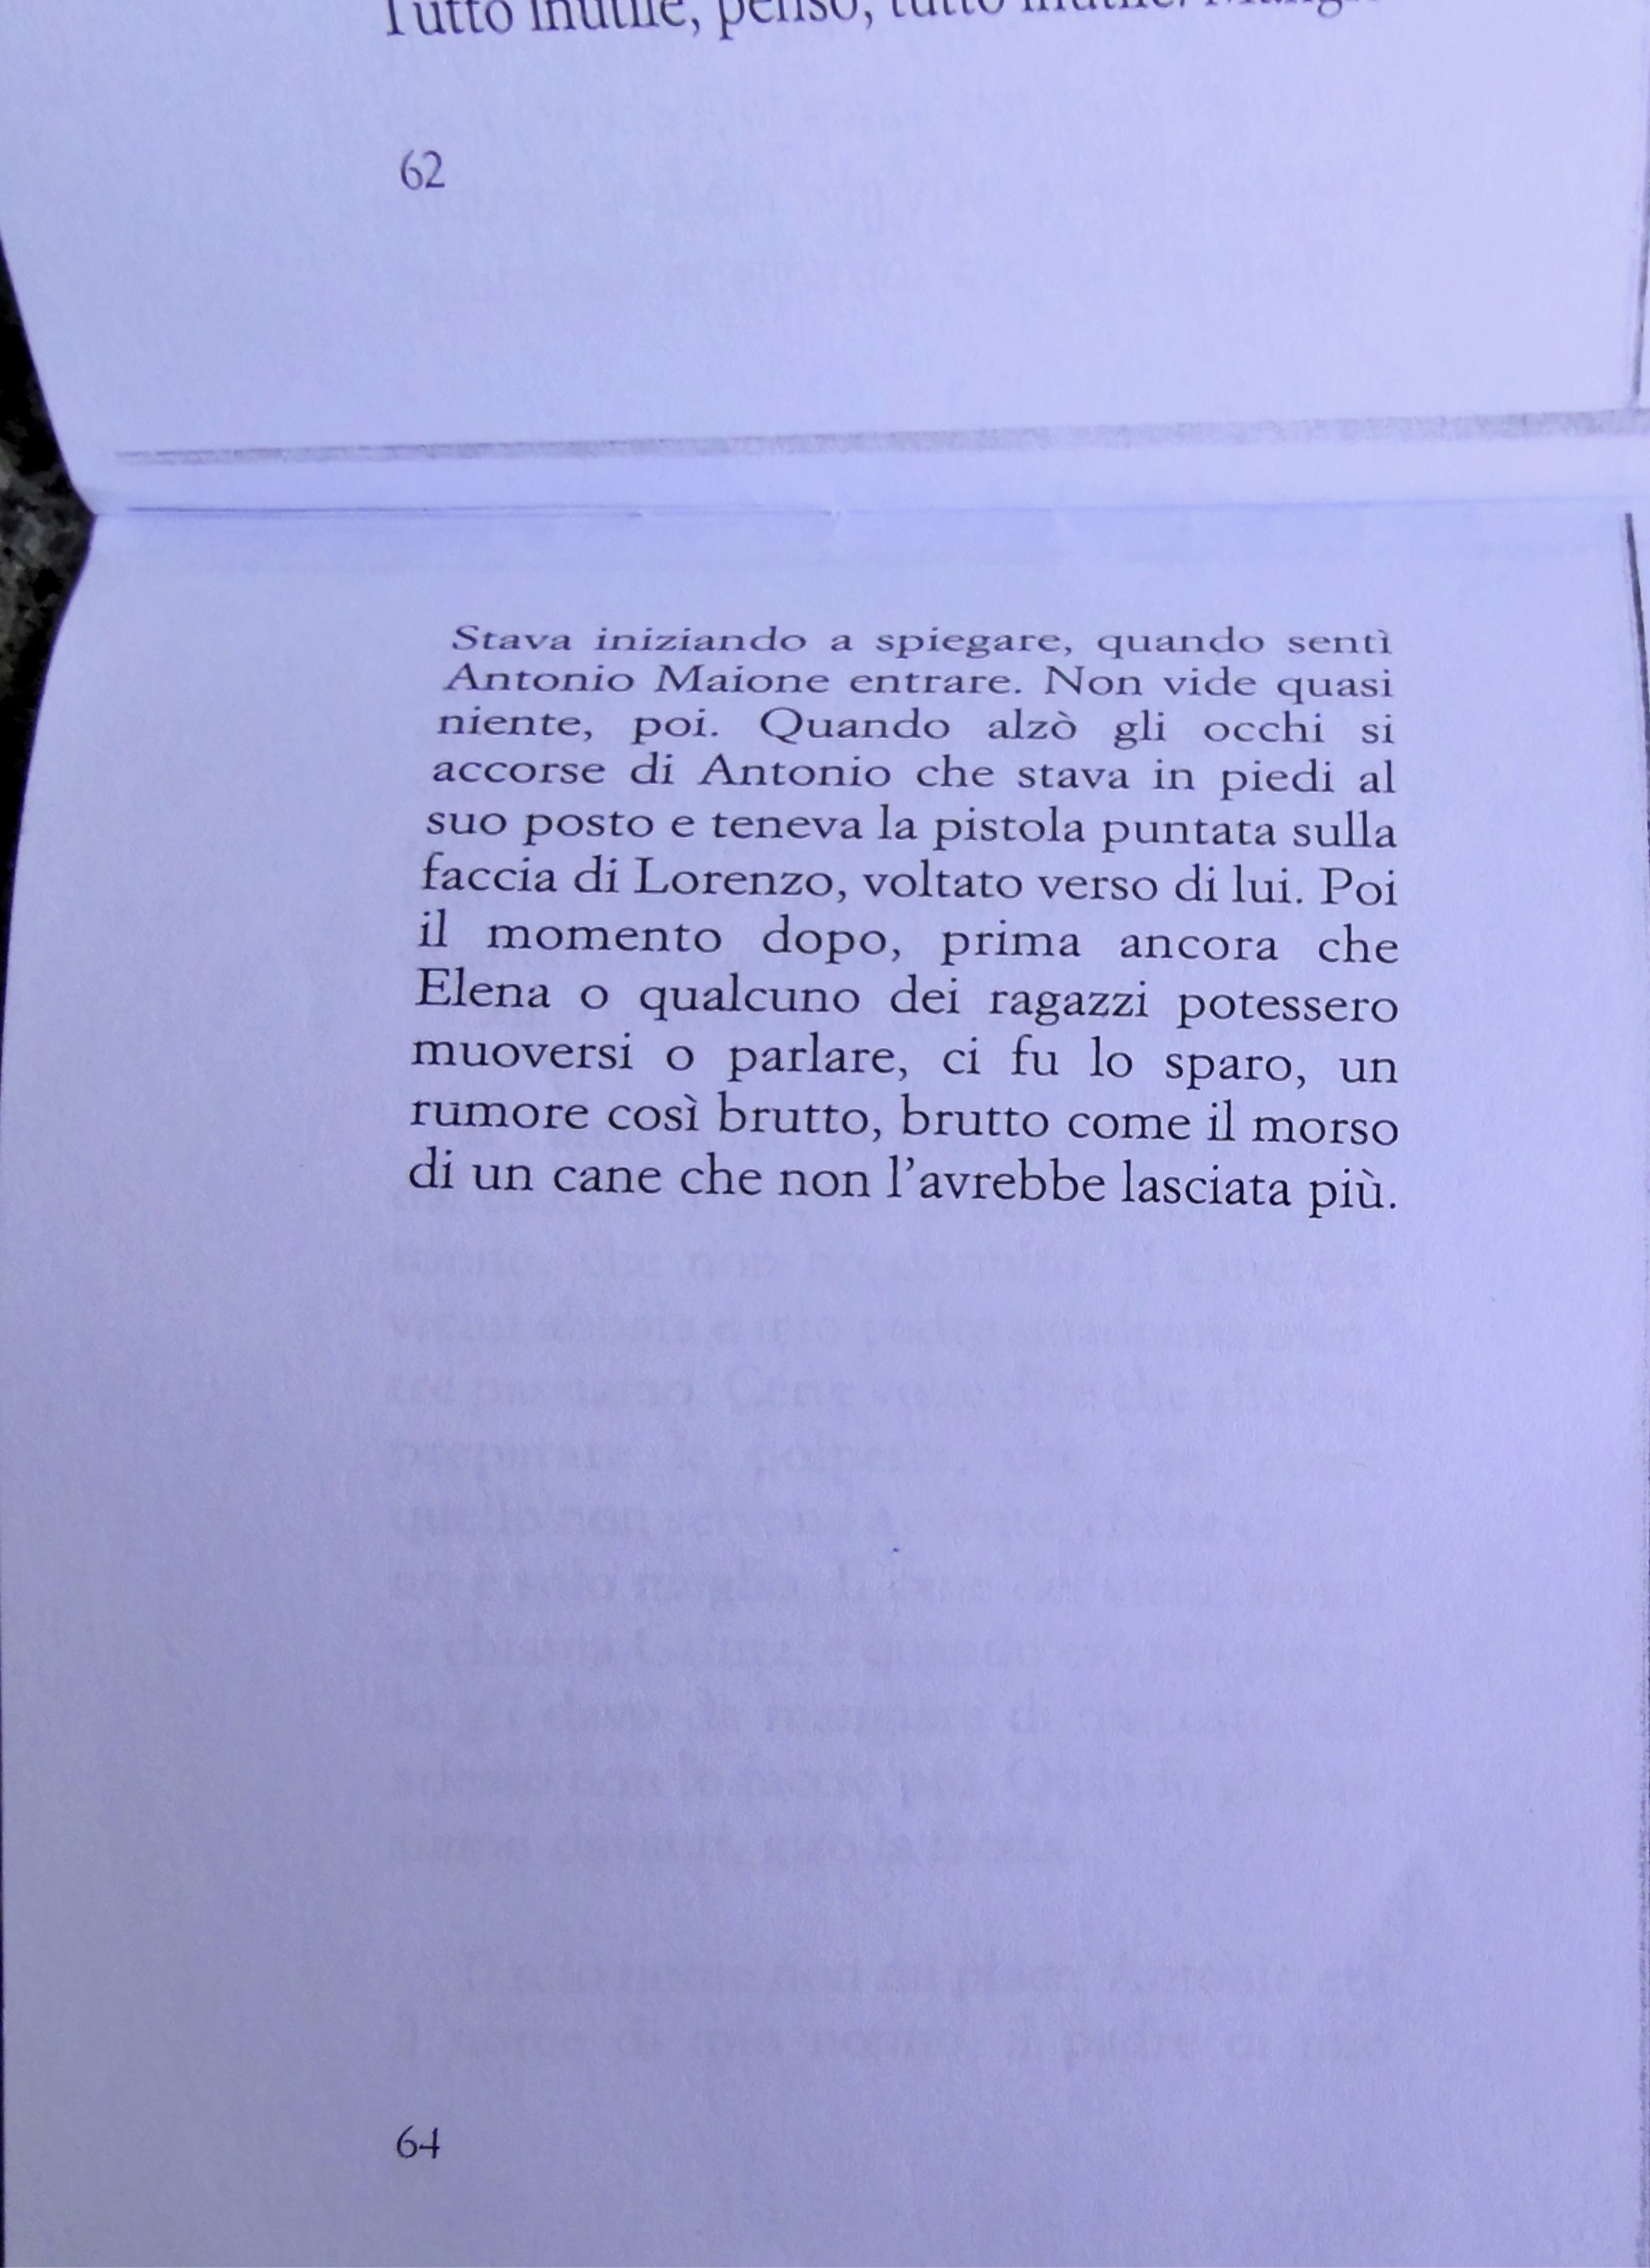 Tutto inutile, penso, tutto inutile.
62
Stava iniziando a spiegare, quando sentì
Antonio Maione entrare. Non vide quasi
niente, poi. Quando alzò gli occhi si
accorse di Antonio che stava in piedi al
suo posto e teneva la pistola puntata sulla
faccia di Lorenzo, voltato verso di lui. Poi
il momento dopo, prima ancora che
Elena o qualcuno dei ragazzi potessero
muoversi o parlare, ci fu lo sparo, un
rumore così brutto, brutto come il morso
di un cane che non l'avrebbe lasciata più.
64